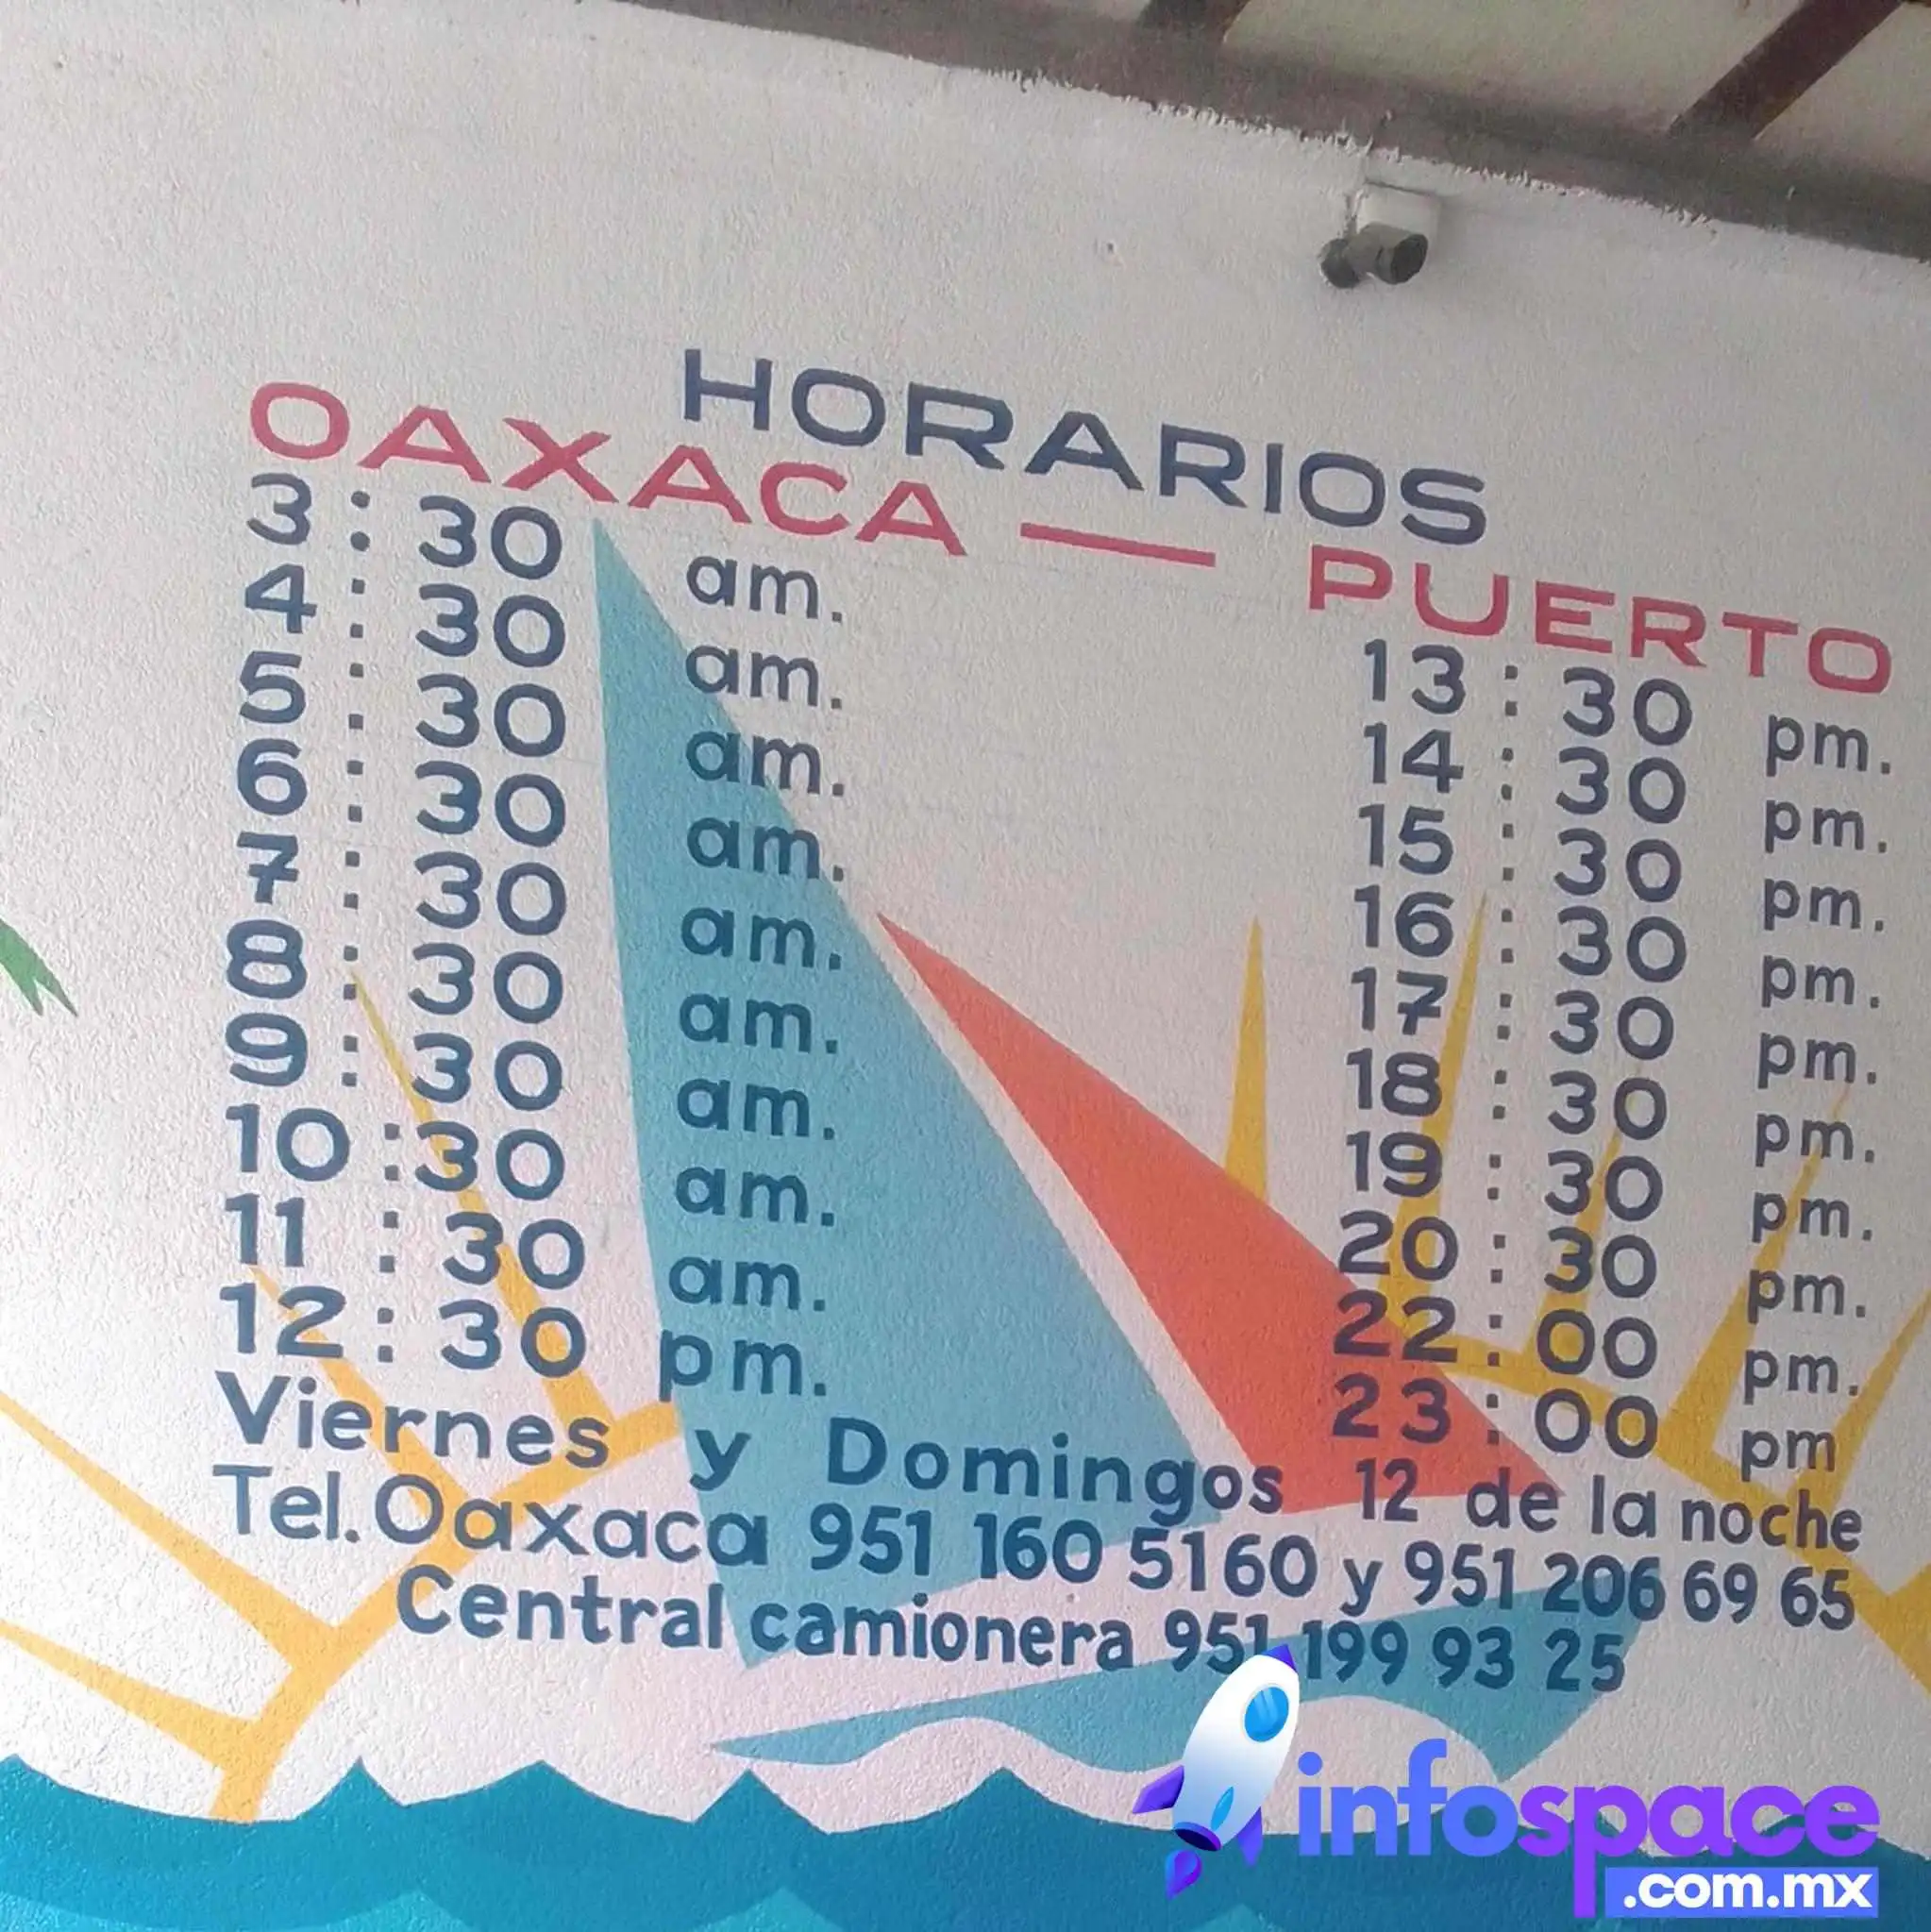 HORARIOS
OAXACA — PUERTO
3:30 am.
4:30 am.
5:30 am.
6:30 am.
7:30 am.
8:30 am.
9:30 am.
10:30 am.
11:30 am.
12:30 pm.
13:30 pm.
14:30 pm.
15:30 pm.
16:30 pm.
17:30 pm.
18:30 pm.
19:30 pm.
20:30 pm.
22:00 pm.
23:00 pm
Viernes y Domingos 12 de la noche
Tel. Oaxaca 951 160 5160 y 951 206 69 65
Central camionera 951 199 93 25
infospace
.com.mx